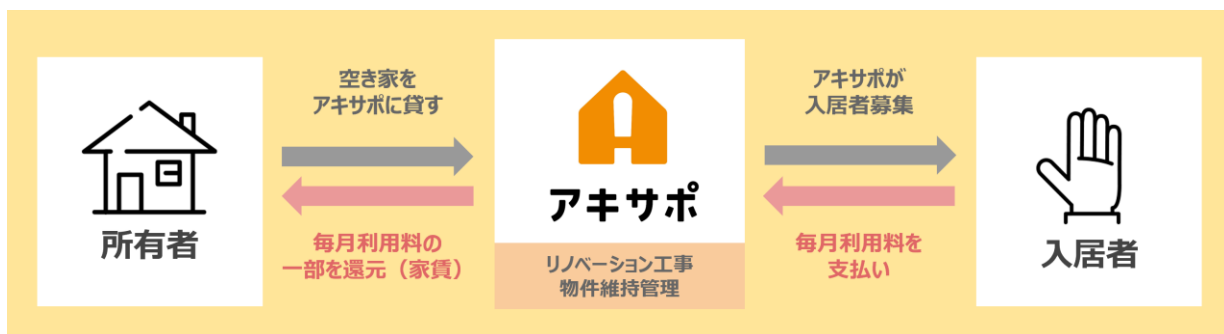 所有者
空き家を
アキサポに貸す
毎月利用料の
一部を還元（家賃）
アキサポ
リノベーション工事
物件維持管理
アキサポが
入居者募集
毎月利用料を
支払い
入居者